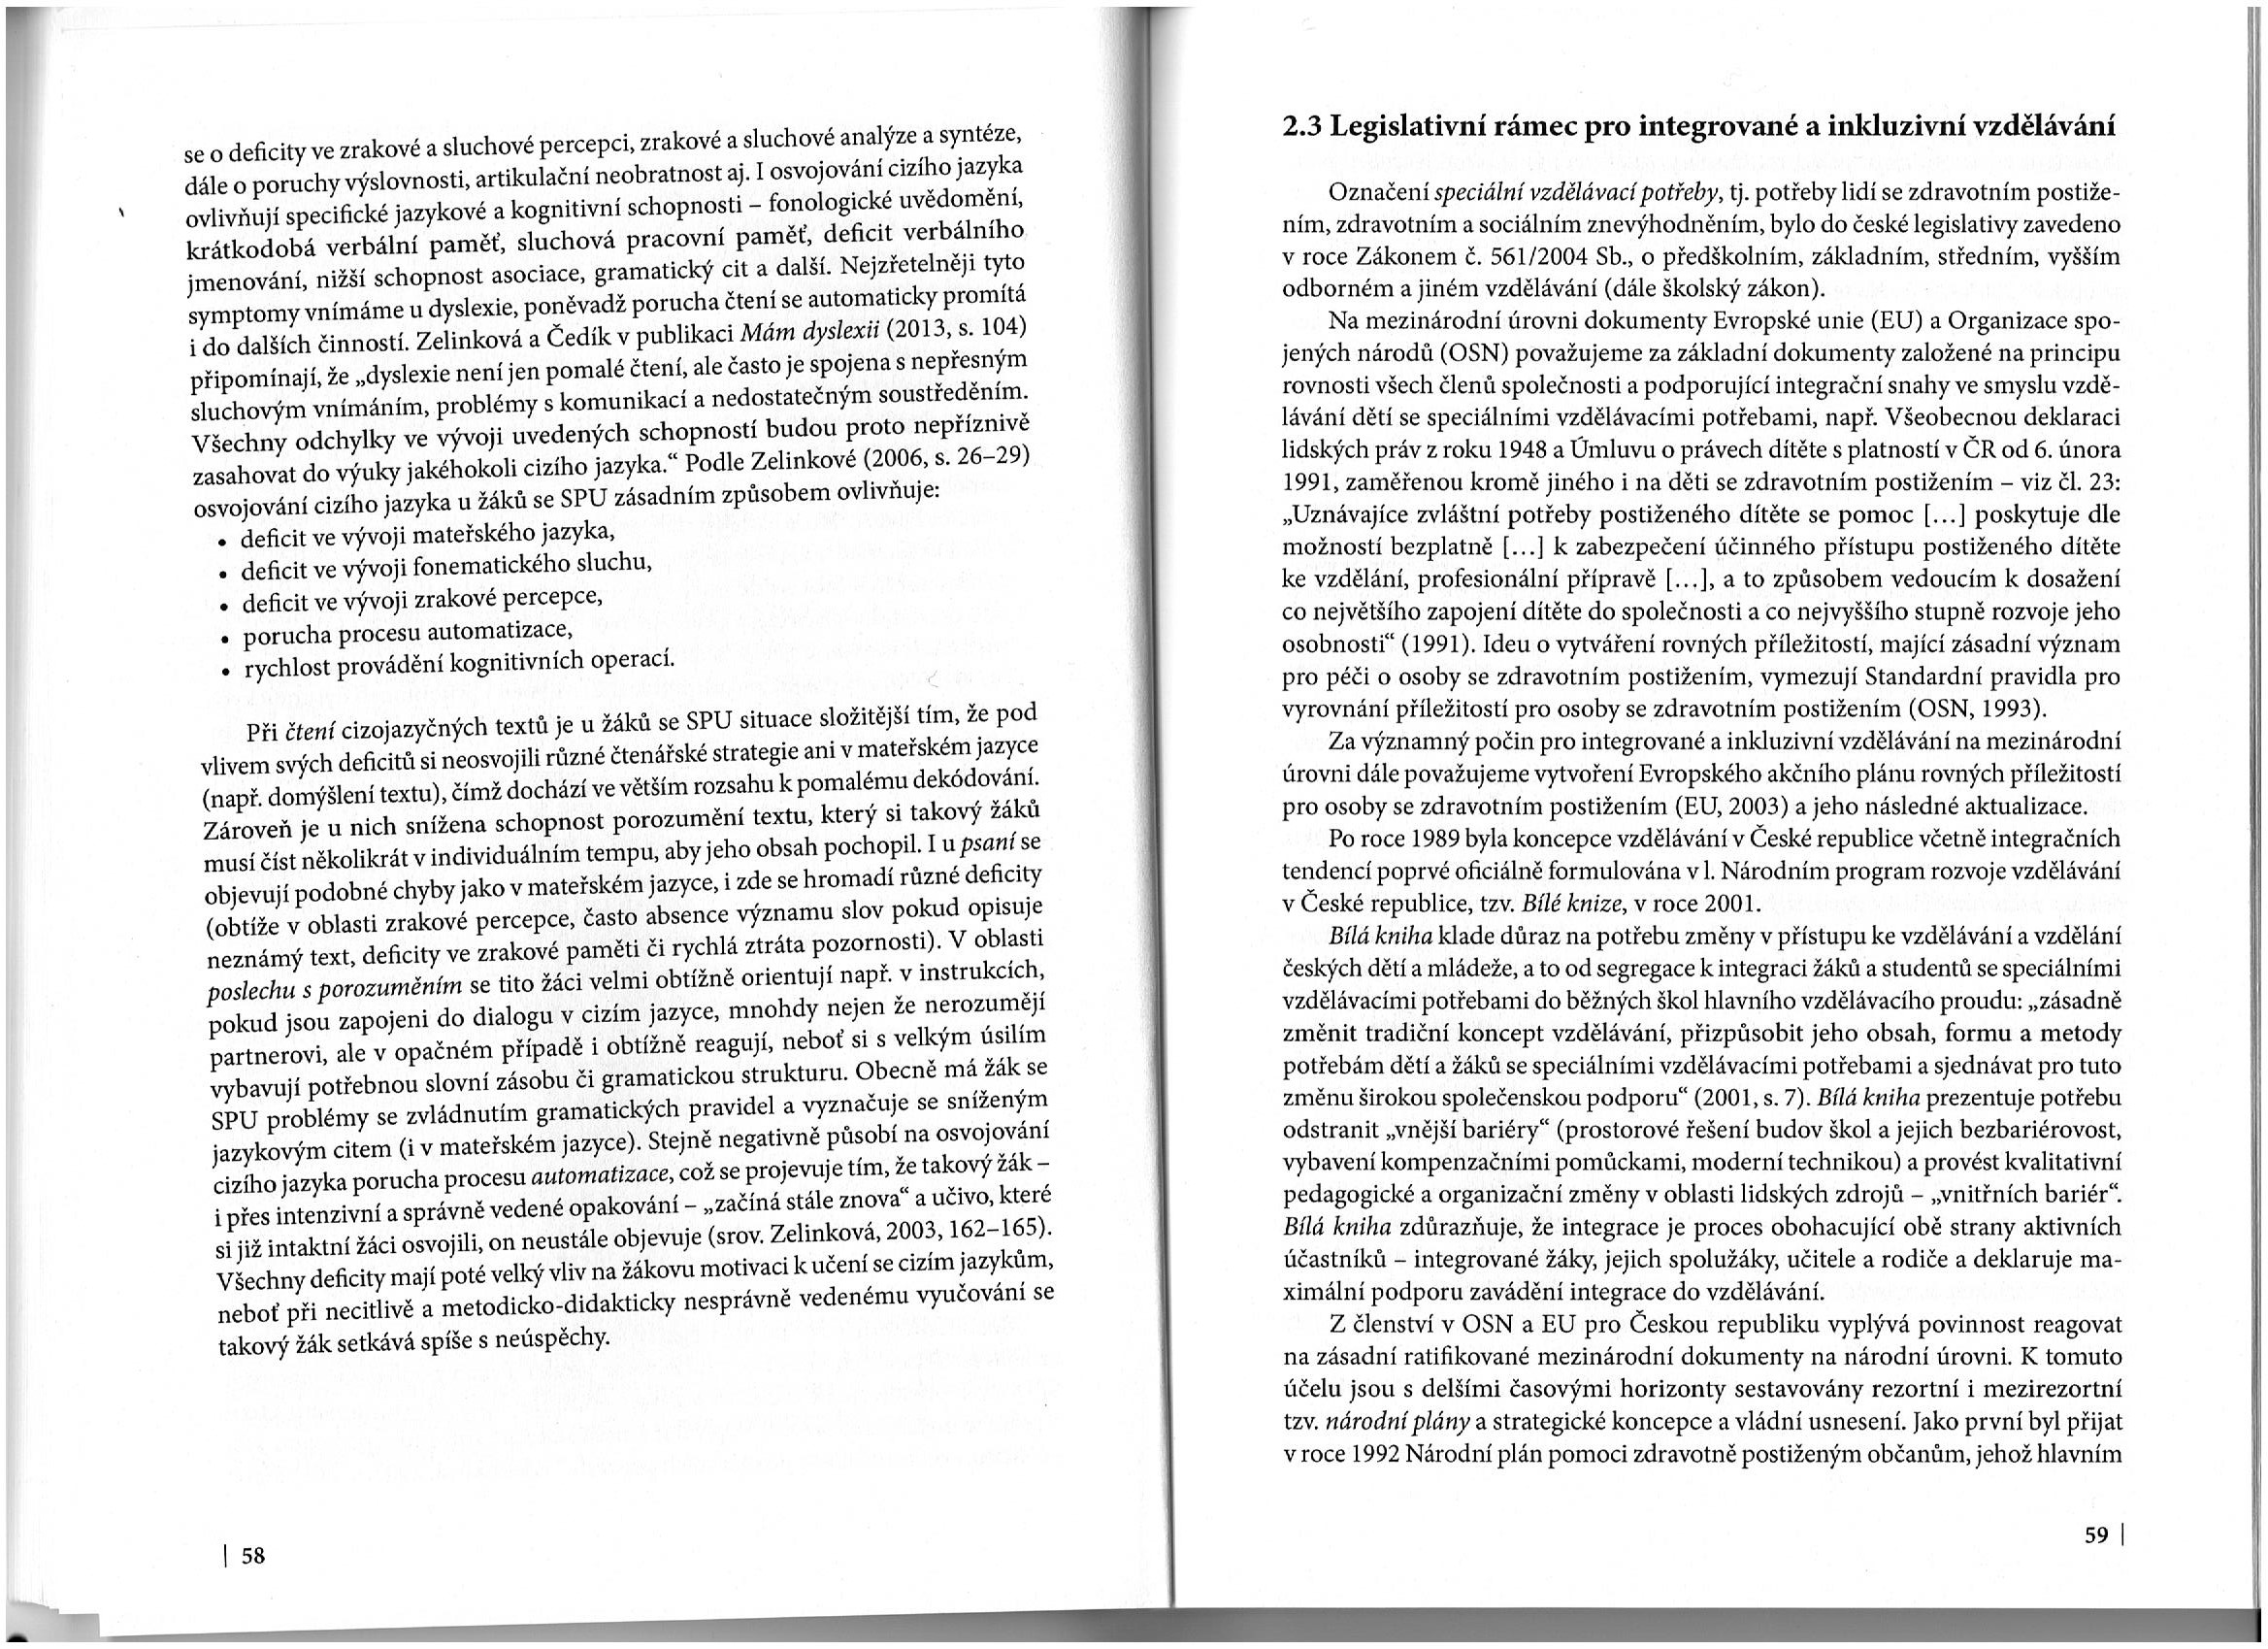 se o deficity ve zrakové a sluchové percepci, zrakové a sluchové analýze a syntéze,
dále o poruchy výslovnosti, artikulační neobratnost aj. I osvojování cizího jazyka
ovlivňují specifické jazykové a kognitivní schopnosti – fonologické uvědomění,
krátkodobá verbální paměť, sluchová pracovní paměť, deficit verbálního
jmenování, nižší schopnost asociace, gramatický cit a další. Nejzřetelněji tyto
symptomy vnímáme u dyslexie, poněvadž porucha čtení se automaticky promítá
i do dalších činností. Zelinková a Čedík v publikaci Mám dyslexii (2013, s. 104)
připomínají, že „dyslexie není jen pomalé čtení, ale často je spojena s nepřesným
sluchovým vnímáním, problémy s komunikací a nedostatečným soustředěním.
Všechny odchylky ve vývoji uvedených schopností budou proto nepříznivě
zasahovat do výuky jakéhokoli cizího jazyka.“ Podle Zelinkové (2006, s. 26–29)
osvojování cizího jazyka u žáků se SPU zásadním způsobem ovlivňuje:
• deficit ve vývoji mateřského jazyka,
• deficit ve vývoji fonematického sluchu,
• deficit ve vývoji zrakové percepce,
• porucha procesu automatizace,
• rychlost provádění kognitivních operací.
Při čtení cizojazyčných textů je u žáků se SPU situace složitější tím, že pod
vlivem svých deficitů si neosvojili různé čtenářské strategie ani v mateřském jazyce
(např. domýšlení textu), čímž dochází ve větším rozsahu k pomalému dekódování.
Zároveň je u nich snížena schopnost porozumění textu, který si takový žáků
musí číst několikrát v individuálním tempu, aby jeho obsah pochopil. I u psaní se
objevují podobné chyby jako v mateřském jazyce, i zde se hromadí různé deficity
(obtíže v oblasti zrakové percepce, často absence významu slov pokud opisuje
neznámý text, deficity ve zrakové paměti či rychlá ztráta pozornosti). V oblasti
poslechu s porozuměním se tito žáci velmi obtížně orientují např. v instrukcích,
pokud jsou zapojeni do dialogu v cizím jazyce, mnohdy nejen že nerozumějí
partnerovi, ale v opačném případě i obtížně reagují, neboť si s velkým úsilím
vybavují potřebnou slovní zásobu či gramatickou strukturu. Obecně má žák se
SPU problémy se zvládnutím gramatických pravidel a vyznačuje se sníženým
jazykovým citem (i v mateřském jazyce). Stejně negativně působí na osvojování
cizího jazyka porucha procesu automatizace, což se projevuje tím, že takový žák –
i přes intenzivní a správně vedené opakování – „začíná stále znova“ a učivo, které
si již intaktní žáci osvojili, on neustále objevuje (srov. Zelinková, 2003, 162–165).
Všechny deficity mají poté velký vliv na žákovu motivaci k učení se cizím jazykům,
neboť při necitlivě a metodicko-didakticky nesprávně vedenému vyučování se
takový žák setkává spíše s neúspěchy.
| 58
2.3 Legislativní rámec pro integrované a inkluzivní vzdělávání
Označení speciální vzdělávací potřeby, tj. potřeby lidí se zdravotním postiže-
ním, zdravotním a sociálním znevýhodněním, bylo do české legislativy zavedeno
v roce Zákonem č. 561/2004 Sb., o předškolním, základním, středním, vyšším
odborném a jiném vzdělávání (dále školský zákon).
Na mezinárodní úrovni dokumenty Evropské unie (EU) a Organizace spo-
jených národů (OSN) považujeme za základní dokumenty založené na principu
rovnosti všech členů společnosti a podporující integrační snahy ve smyslu vzdě-
lávání dětí se speciálními vzdělávacími potřebami, např. Všeobecnou deklaraci
lidských práv z roku 1948 a Úmluvu o právech dítěte s platností v ČR od 6. února
1991, zaměřenou kromě jiného i na děti se zdravotním postižením – viz čl. 23:
„Uznávajíce zvláštní potřeby postiženého dítěte se pomoc [...] poskytuje dle
možností bezplatně [...] k zabezpečení účinného přístupu postiženého dítěte
ke vzdělání, profesionální přípravě [...], a to způsobem vedoucím k dosažení
co největšího zapojení dítěte do společnosti a co nejvyššího stupně rozvoje jeho
osobnosti“ (1991). Ideu o vytváření rovných příležitostí, mající zásadní význam
pro péči o osoby se zdravotním postižením, vymezují Standardní pravidla pro
vyrovnání příležitostí pro osoby se zdravotním postižením (OSN, 1993).
Za významný počin pro integrované a inkluzivní vzdělávání na mezinárodní
úrovni dále považujeme vytvoření Evropského akčního plánu rovných příležitostí
pro osoby se zdravotním postižením (EU, 2003) a jeho následné aktualizace.
Po roce 1989 byla koncepce vzdělávání v České republice včetně integračních
tendencí poprvé oficiálně formulována v l. Národním program rozvoje vzdělávání
v České republice, tzv. Bílé knize, v roce 2001.
Bílá kniha klade důraz na potřebu změny v přístupu ke vzdělávání a vzdělání
českých dětí a mládeže, a to od segregace k integraci žáků a studentů se speciálními
vzdělávacími potřebami do běžných škol hlavního vzdělávacího proudu: „zásadně
změnit tradiční koncept vzdělávání, přizpůsobit jeho obsah, formu a metody
potřebám dětí a žáků se speciálními vzdělávacími potřebami a sjednávat pro tuto
změnu širokou společenskou podporu“ (2001, s. 7). Bílá kniha prezentuje potřebu
odstranit „vnější bariéry“ (prostorové řešení budov škol a jejich bezbariérovost,
vybavení kompenzačními pomůckami, moderní technikou) a provést kvalitativní
pedagogické a organizační změny v oblasti lidských zdrojů – „vnitřních bariér“.
Bílá kniha zdůrazňuje, že integrace je proces obohacující obě strany aktivních
účastníků – integrované žáky, jejich spolužáky, učitele a rodiče a deklaruje ma-
ximální podporu zavádění integrace do vzdělávání.
Z členství v OSN a EU pro Českou republiku vyplývá povinnost reagovat
na zásadní ratifikované mezinárodní dokumenty na národní úrovni. K tomuto
účelu jsou s delšími časovými horizonty sestavovány rezortní i mezirezortní
tzv. národní plány a strategické koncepce a vládní usnesení. Jako první byl přijat
v roce 1992 Národní plán pomoci zdravotně postiženým občanům, jehož hlavním
59 |